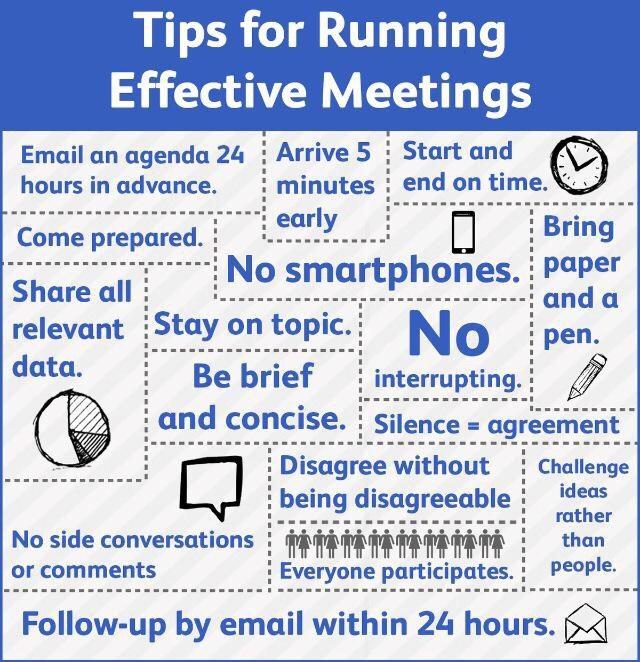 Tips for Running
Effective Meetings
Email an agenda 24
hours in advance.
Arrive 5
minutes
early
Start and
end on time.
Come prepared.
No smartphones.
Bring
paper
and a
pen.
Share all
relevant
data.
Stay on topic.
No
interrupting.
Be brief
and concise.
Silence = agreement
No side conversations
or comments
Disagree without
being disagreeable
Everyone participates.
Challenge
ideas
rather
than
people.
Follow-up by email within 24 hours.